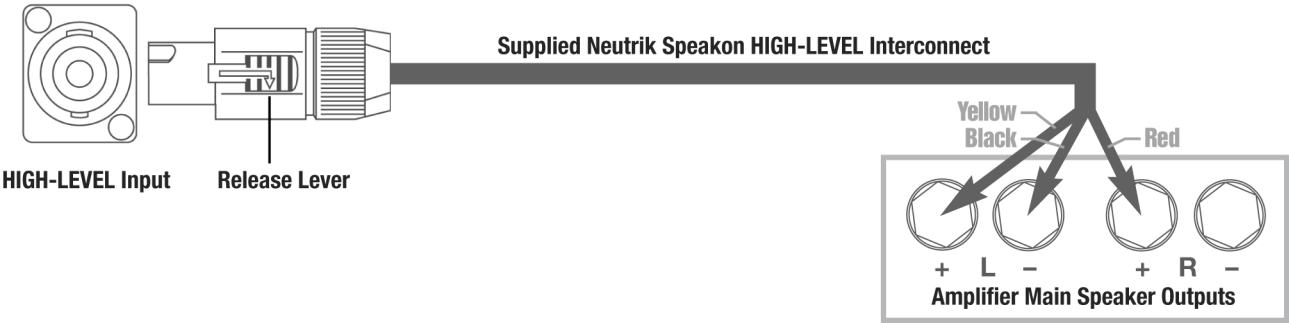 Supplied Neutrik Speakon HIGH-LEVEL Interconnect
Yellow
Black
Red
HIGH-LEVEL Input
Release Lever
+ L − + R −
Amplifier Main Speaker Outputs